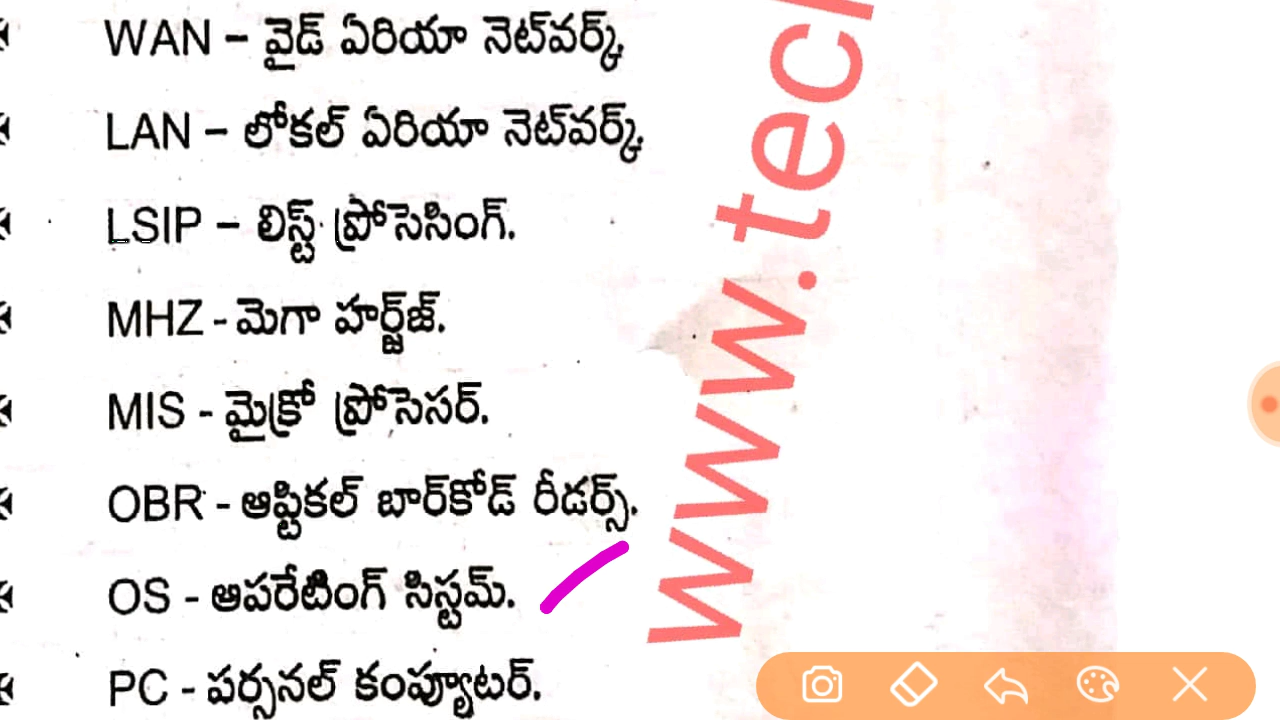 WAN – వైడ్ ఏరియా నెట్‌వర్క్
LAN – లోకల్ ఏరియా నెట్‌వర్క్
LSIP – లిస్ట్ ప్రోసెసింగ్.
MHZ - మెగా హర్ట్జ్‌జ్.
MIS - మైక్రో ప్రోసెసర్.
OBR - ఆప్టికల్ బార్‌కోడ్ రీడర్స్.
OS - ఆపరేటింగ్ సిస్టమ్.
PC - పర్సనల్ కంప్యూటర్.
www.tec